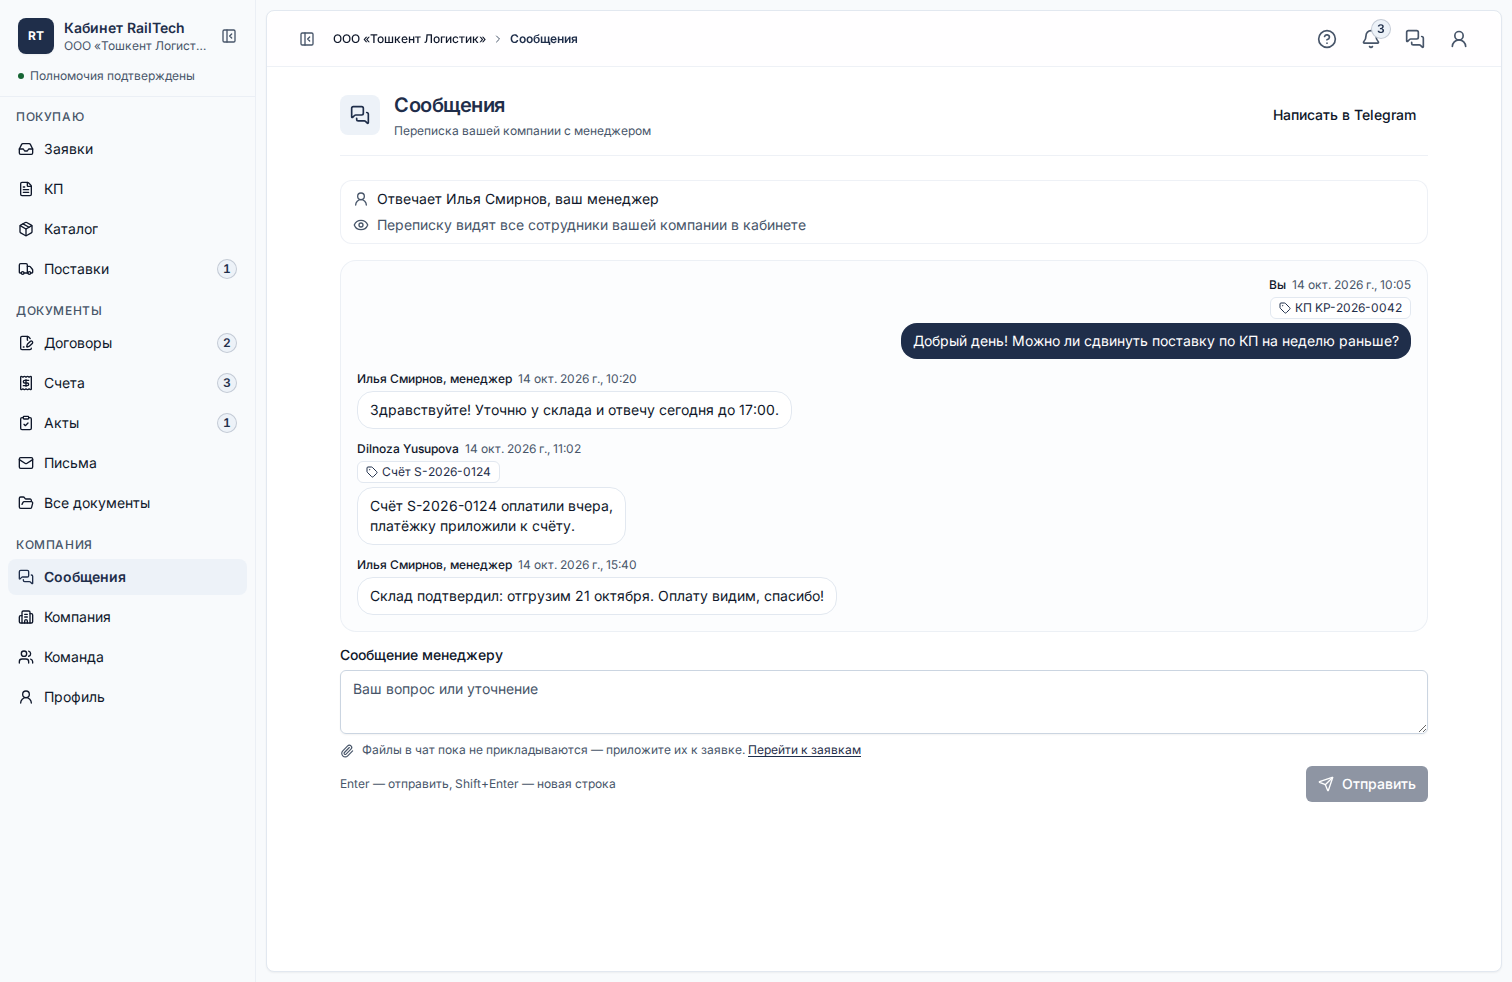 RT
Кабинет RailTech
ООО «Тошкент Логист...
Полномочия подтверждены
ПОКУПАЮ
Заявки
КП
Каталог
Поставки 1
ДОКУМЕНТЫ
Договоры 2
Счета 3
Акты 1
Письма
Все документы
КОМПАНИЯ
Сообщения
Компания
Команда
Профиль
ООО «Тошкент Логистик» > Сообщения
3
Сообщения
Переписка вашей компании с менеджером
Написать в Telegram
Отвечает Илья Смирнов, ваш менеджер
Переписку видят все сотрудники вашей компании в кабинете
Вы 14 окт. 2026 г., 10:05
КП KP-2026-0042
Добрый день! Можно ли сдвинуть поставку по КП на неделю раньше?
Илья Смирнов, менеджер 14 окт. 2026 г., 10:20
Здравствуйте! Уточню у склада и отвечу сегодня до 17:00.
Dilnoza Yusupova 14 окт. 2026 г., 11:02
Счёт S-2026-0124
Счёт S-2026-0124 оплатили вчера,
платёжку приложили к счёту.
Илья Смирнов, менеджер 14 окт. 2026 г., 15:40
Склад подтвердил: отгрузим 21 октября. Оплату видим, спасибо!
Сообщение менеджеру
Ваш вопрос или уточнение
Файлы в чат пока не прикладываются — приложите их к заявке. Перейти к заявкам
Enter — отправить, Shift+Enter — новая строка
Отправить